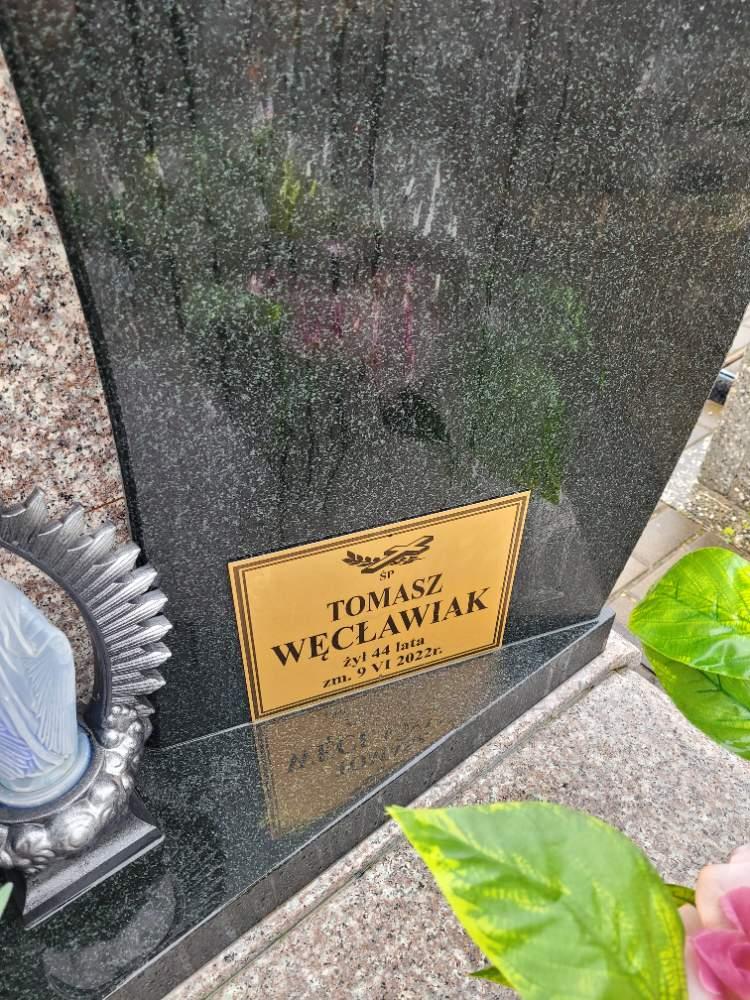 ŚP
TOMASZ
WĘCŁAWIAK
żył 44 lata
zm. 9 VI 2022r.